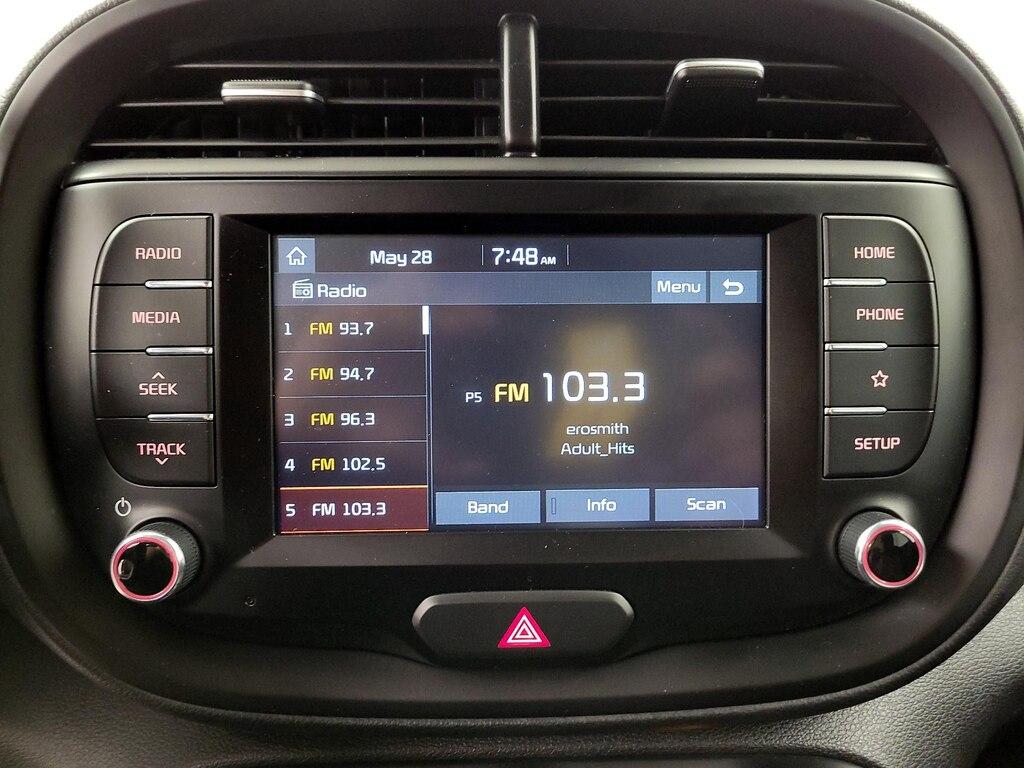 RADIO
MEDIA
SEEK
TRACK
May 28 7:48 AM
Radio Menu
1 FM 93.7
2 FM 94.7
3 FM 96.3
4 FM 102.5
5 FM 103.3
P5 FM 103.3
erosmith
Adult_Hits
Band Info Scan
HOME
PHONE
SETUP